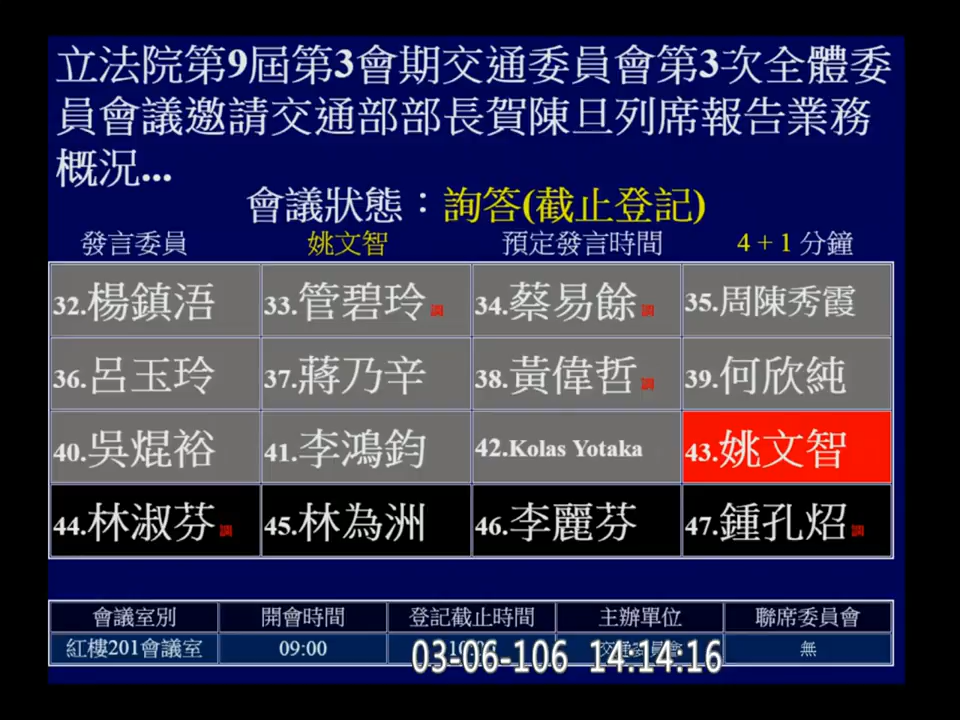 立法院第9屆第3會期交通委員會第3次全體委
員會議邀請交通部部長賀陳旦列席報告業務
概況...
會議狀態：詢答(截止登記)
發言委員 姚文智 預定發言時間 4 + 1 分鐘
32.楊鎮浯 33.管碧玲 34.蔡易餘 35.周陳秀霞
36.呂玉玲 37.蔣乃辛 38.黃偉哲 39.何欣純
40.吳焜裕 41.李鴻鈞 42.Kolas Yotaka 43.姚文智
44.林淑芬 45.林為洲 46.李麗芬 47.鍾孔炤
會議室別 開會時間 登記截止時間 主辦單位 聯席委員會
紅樓201會議室 09:00 無
03-06-106 14:14:16